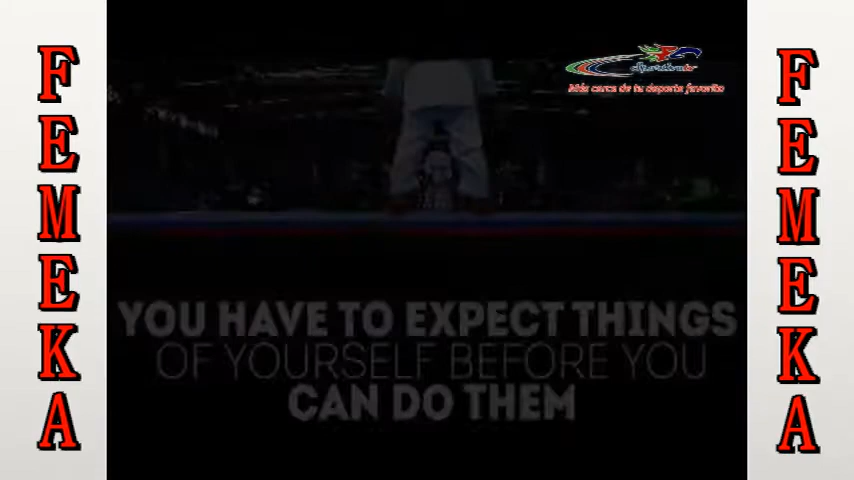 FEMEKA
Más cerca de tu deporte favorito
YOU HAVE TO EXPECT THINGS
OF YOURSELF BEFORE YOU
CAN DO THEM
FEMEKA